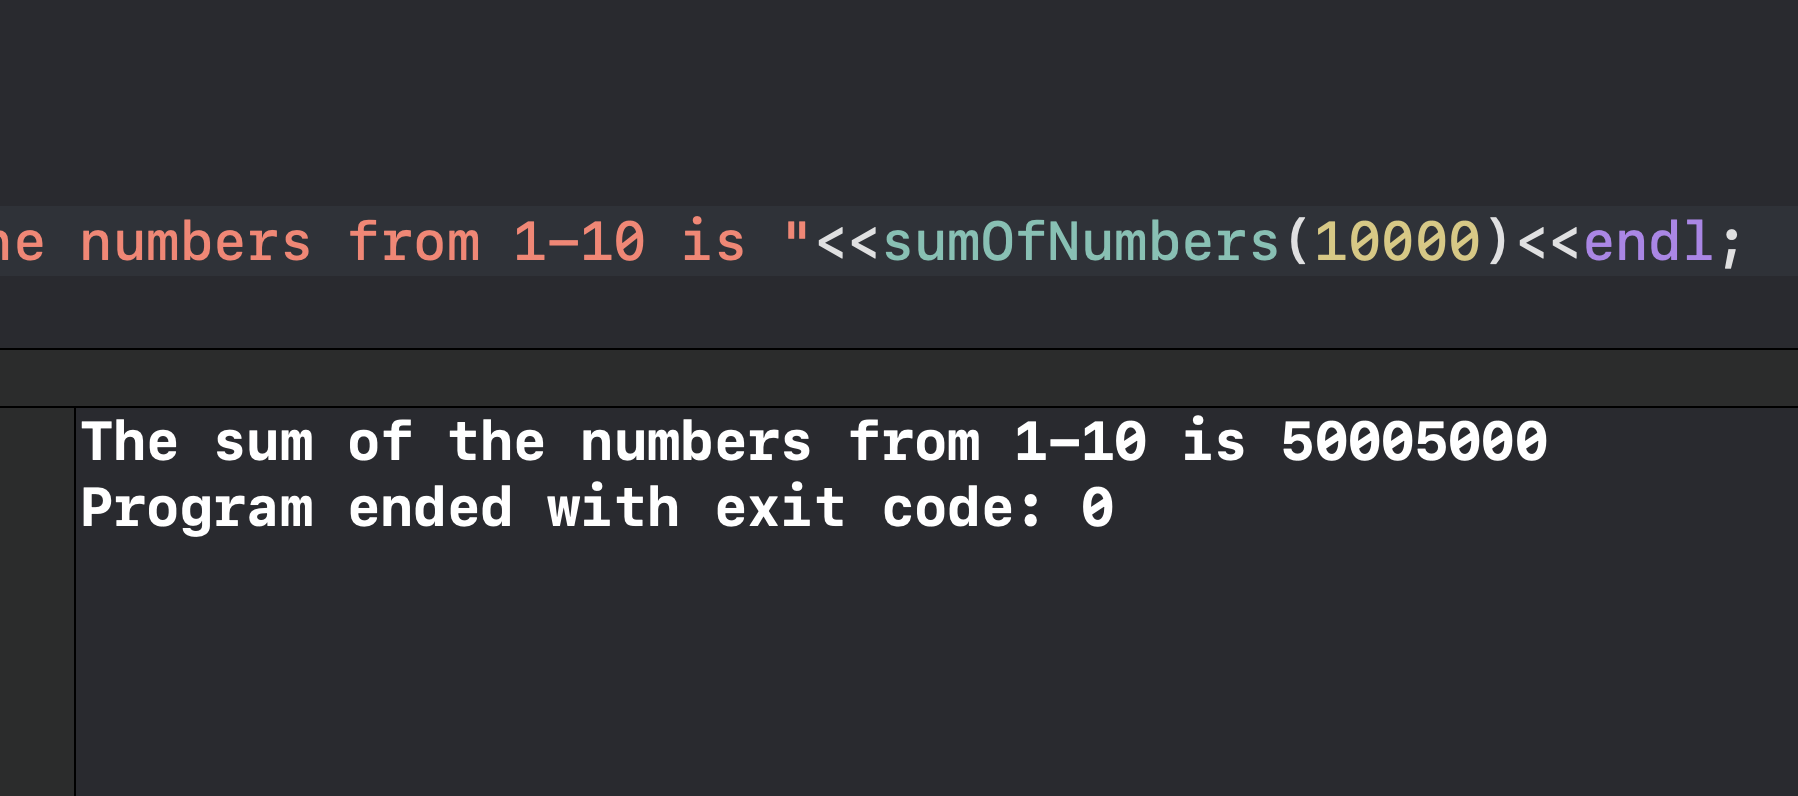 he numbers from 1-10 is "<<sumOfNumbers(10000)<<endl;
The sum of the numbers from 1-10 is 50005000
Program ended with exit code: 0